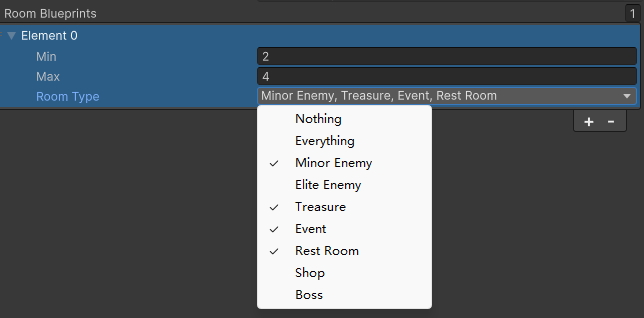 Room Blueprints 1
Element 0
Min 2
Max 4
Room Type Minor Enemy, Treasure, Event, Rest Room
+ -
Nothing
Everything
✓ Minor Enemy
Elite Enemy
✓ Treasure
✓ Event
✓ Rest Room
Shop
Boss